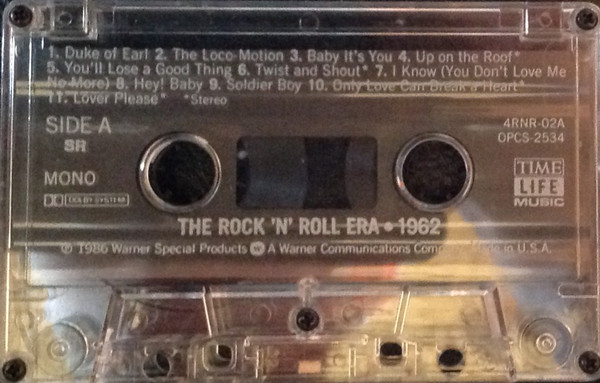 1. Duke of Earl 2. The Loco-Motion 3. Baby It's You 4. Up on the Roof*
5. You'll Lose a Good Thing 6. Twist and Shout* 7. I Know (You Don't Love Me
No More) 8. Hey! Baby 9. Soldier Boy 10. Only Love Can Break a Heart*
11. Lover Please* *Stereo
SIDE A
SR
4RNR-02A
OPCS-2534
MONO
DOLBY SYSTEM
TIME
LIFE
MUSIC
THE ROCK 'N' ROLL ERA • 1962
℗ 1986 Warner Special Products A Warner Communications Made in U.S.A.